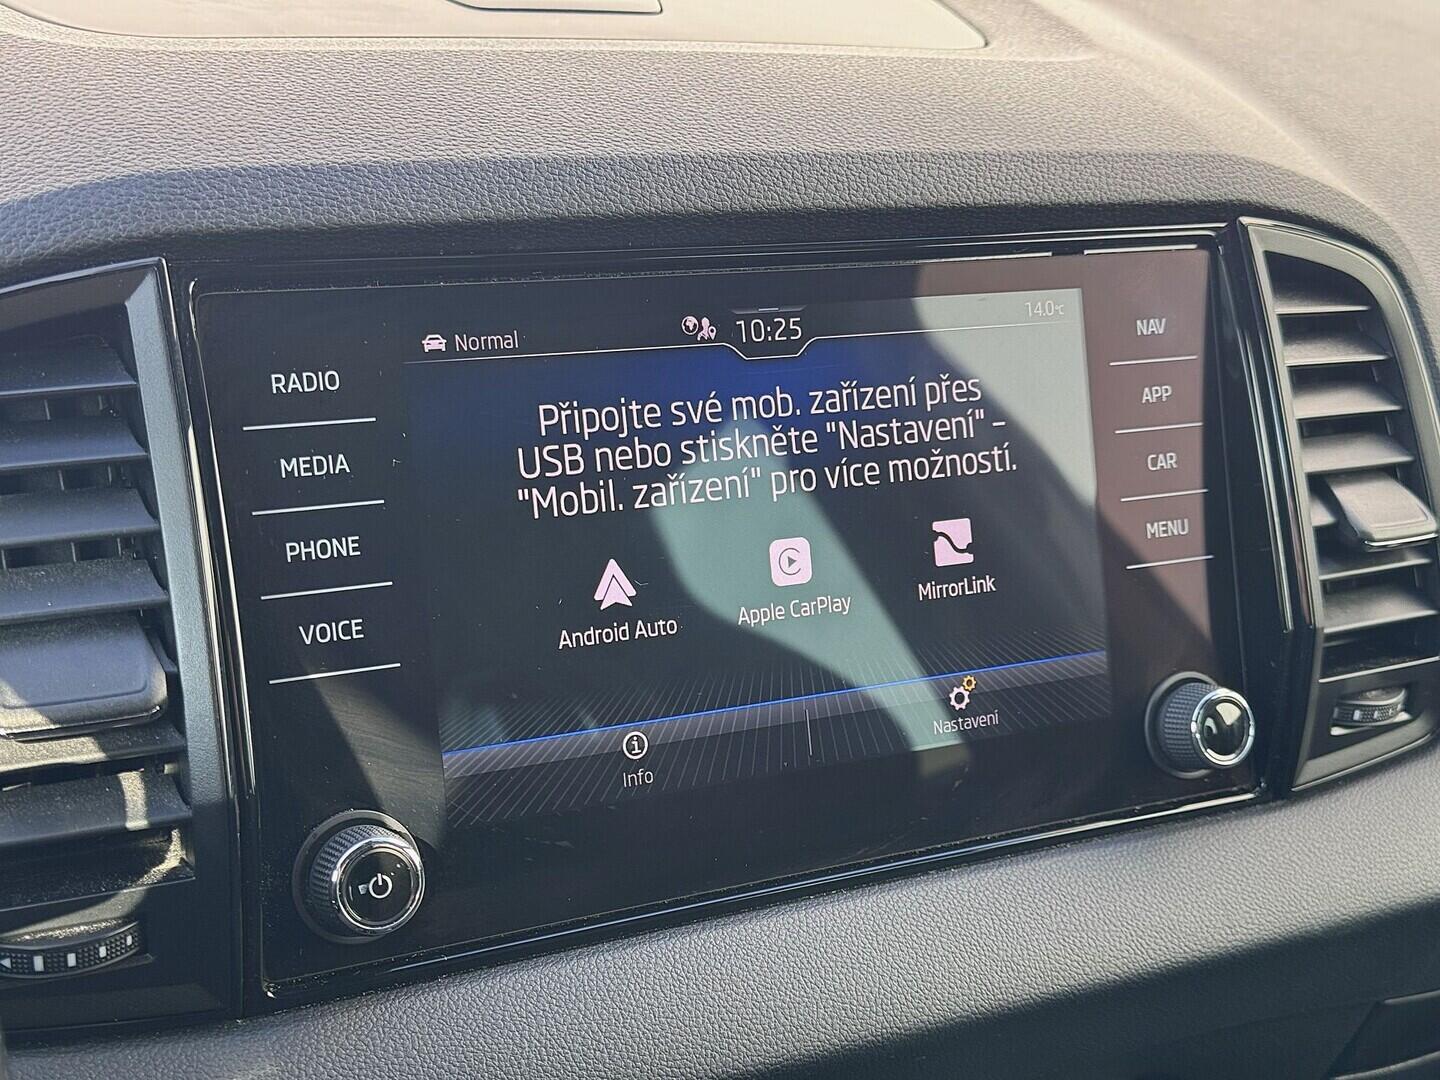 Normal
10:25
14.0°C
RADIO
MEDIA
PHONE
VOICE
Připojte své mob. zařízení přes
USB nebo stiskněte "Nastavení" -
"Mobil. zařízení" pro více možností.
Android Auto
Apple CarPlay
MirrorLink
Info
Nastavení
NAV
APP
CAR
MENU